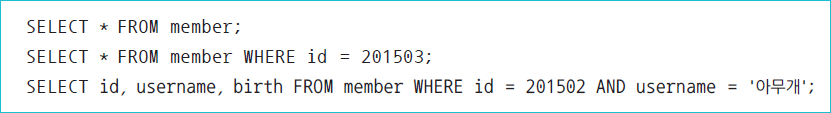 SELECT * FROM member;
SELECT * FROM member WHERE id = 201503;
SELECT id, username, birth FROM member WHERE id = 201502 AND username = '아무개';